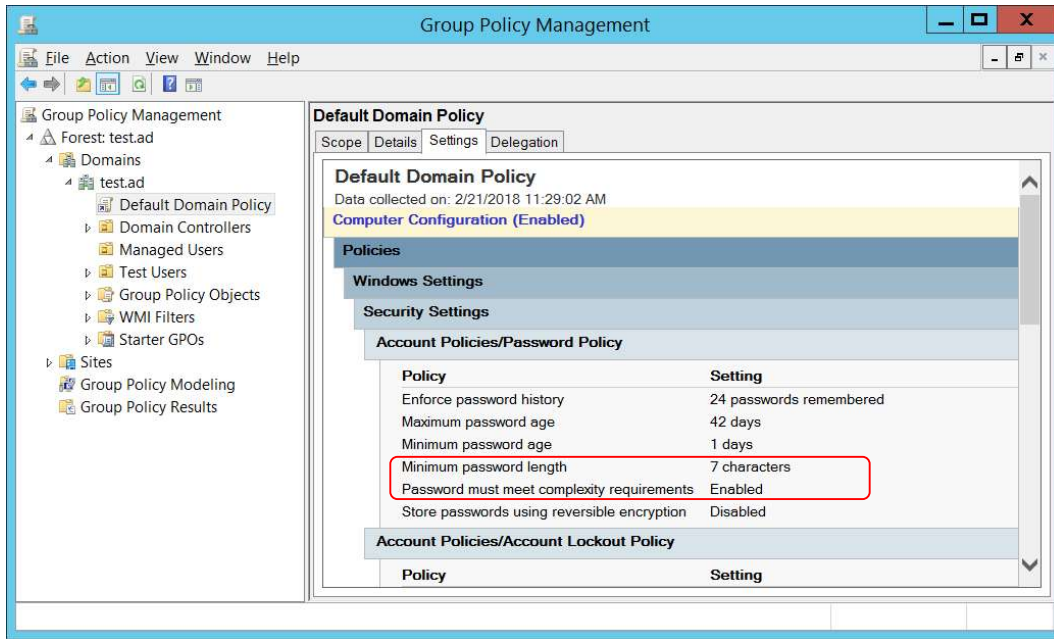 Group Policy Management
File Action View Window Help
Group Policy Management
Forest: test.ad
Domains
test.ad
Default Domain Policy
Domain Controllers
Managed Users
Test Users
Group Policy Objects
WMI Filters
Starter GPOs
Sites
Group Policy Modeling
Group Policy Results
Default Domain Policy
Scope Details Settings Delegation
Default Domain Policy
Data collected on: 2/21/2018 11:29:02 AM
Computer Configuration (Enabled)
Policies
Windows Settings
Security Settings
Account Policies/Password Policy
Policy Setting
Enforce password history 24 passwords remembered
Maximum password age 42 days
Minimum password age 1 days
Minimum password length 7 characters
Password must meet complexity requirements Enabled
Store passwords using reversible encryption Disabled
Account Policies/Account Lockout Policy
Policy Setting